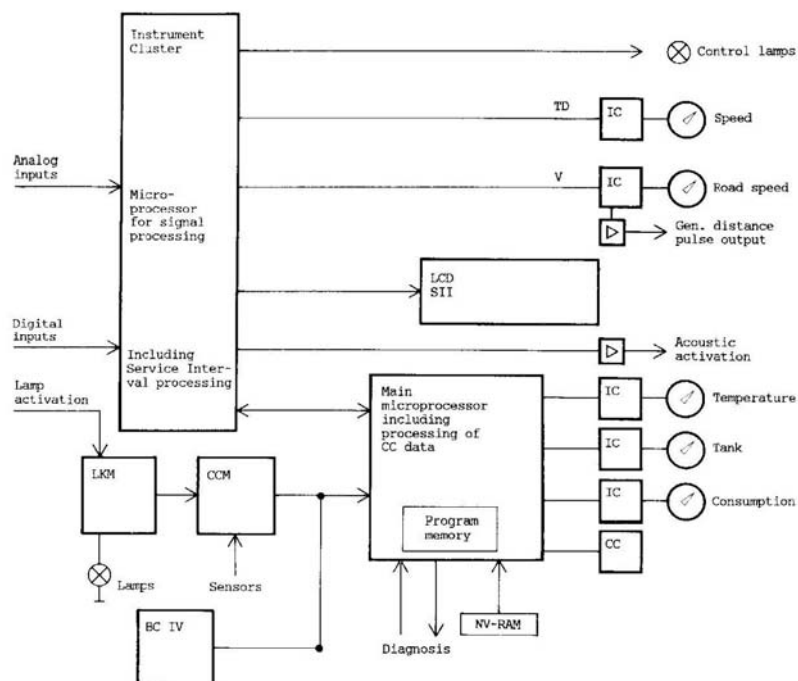 Instrument
Cluster
Control lamps
TD
IC
Speed
Analog
inputs
V
IC
Road speed
Micro-
processor
for signal
processing
Gen. distance
pulse output
LCD
SII
Digital
inputs
Acoustic
activation
Including
Service Inter-
val processing
Lamp
activation
Main
microprocessor
including
processing of
CC data
IC
Temperature
IC
Tank
LKM
CCM
IC
Consumption
Program
memory
CC
Lamps
Sensors
BC IV
NV-RAM
Diagnosis